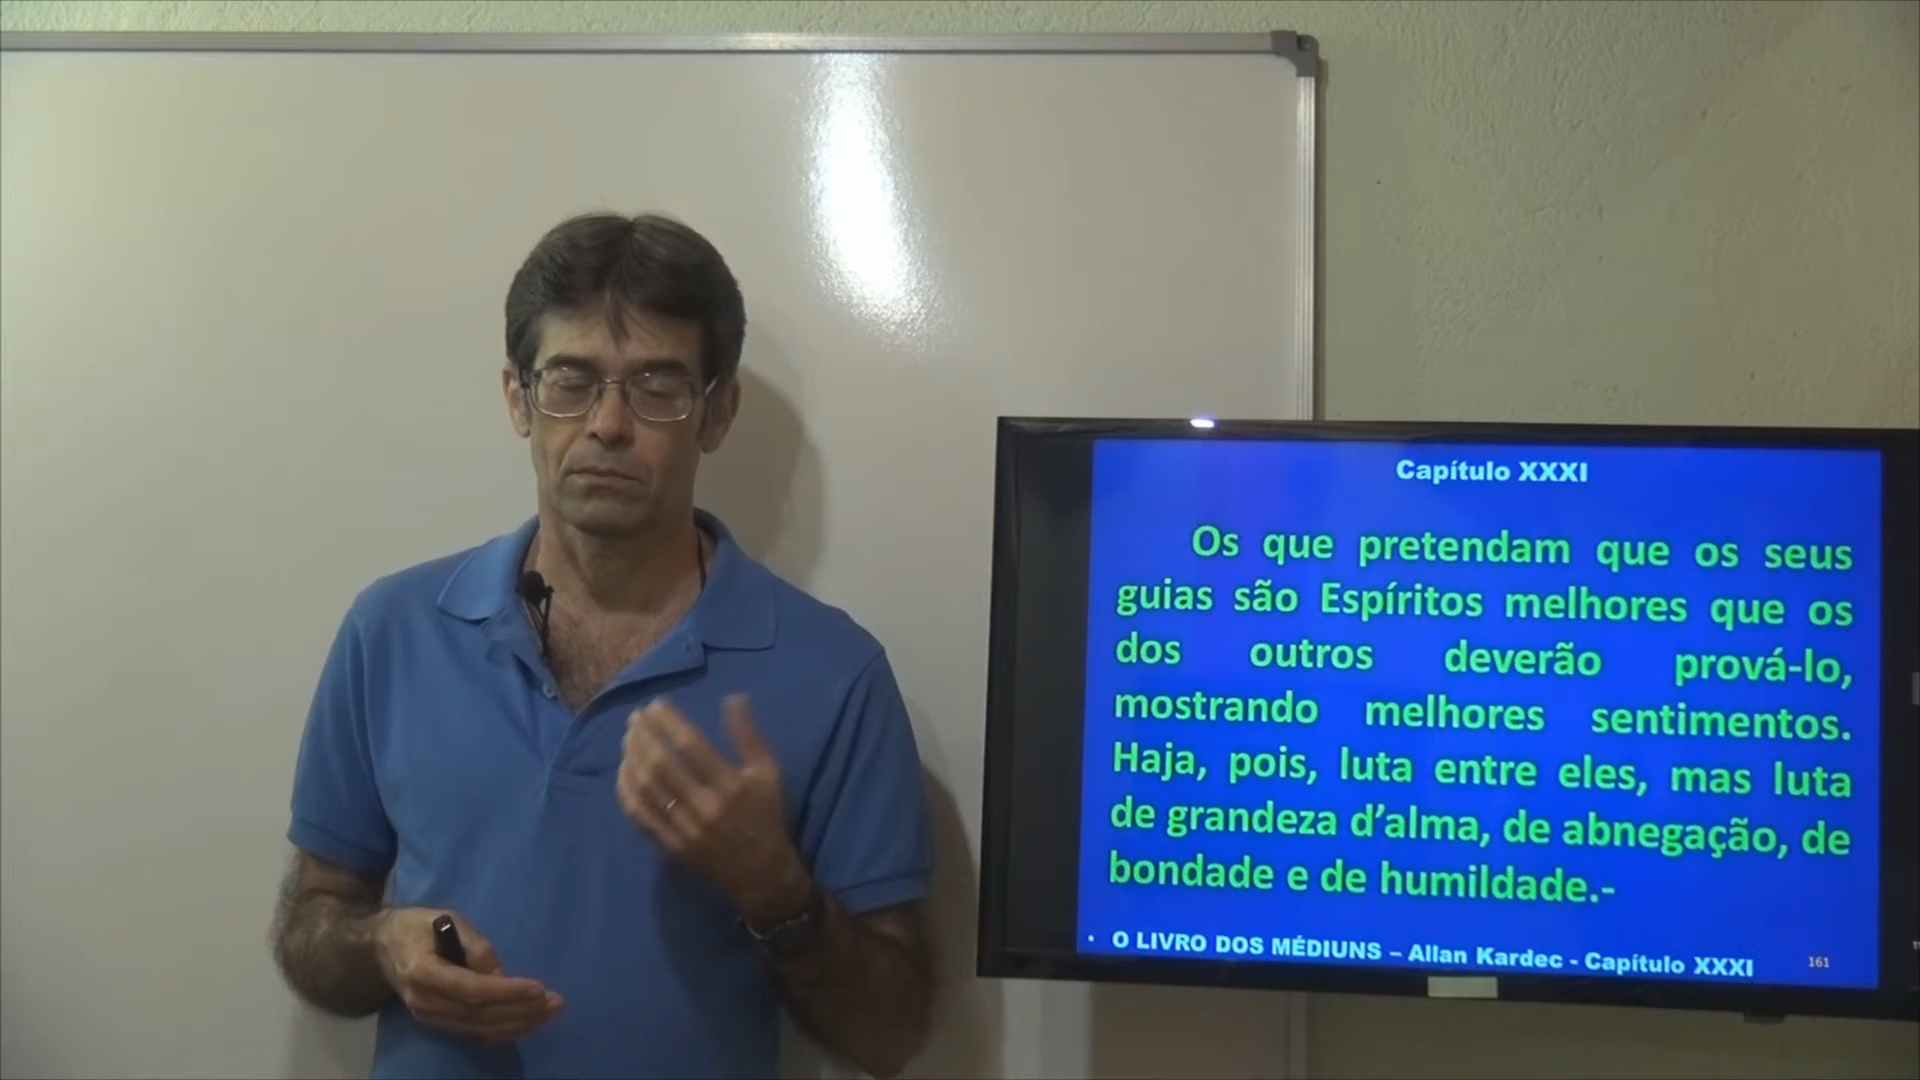 Capítulo XXXI
Os que pretendam que os seus
guias são Espíritos melhores que os
dos outros deverão prová-lo,
mostrando melhores sentimentos.
Haja, pois, luta entre eles, mas luta
de grandeza d’alma, de abnegação, de
bondade e de humildade.-
• O LIVRO DOS MÉDIUNS – Allan Kardec - Capítulo XXXI
161